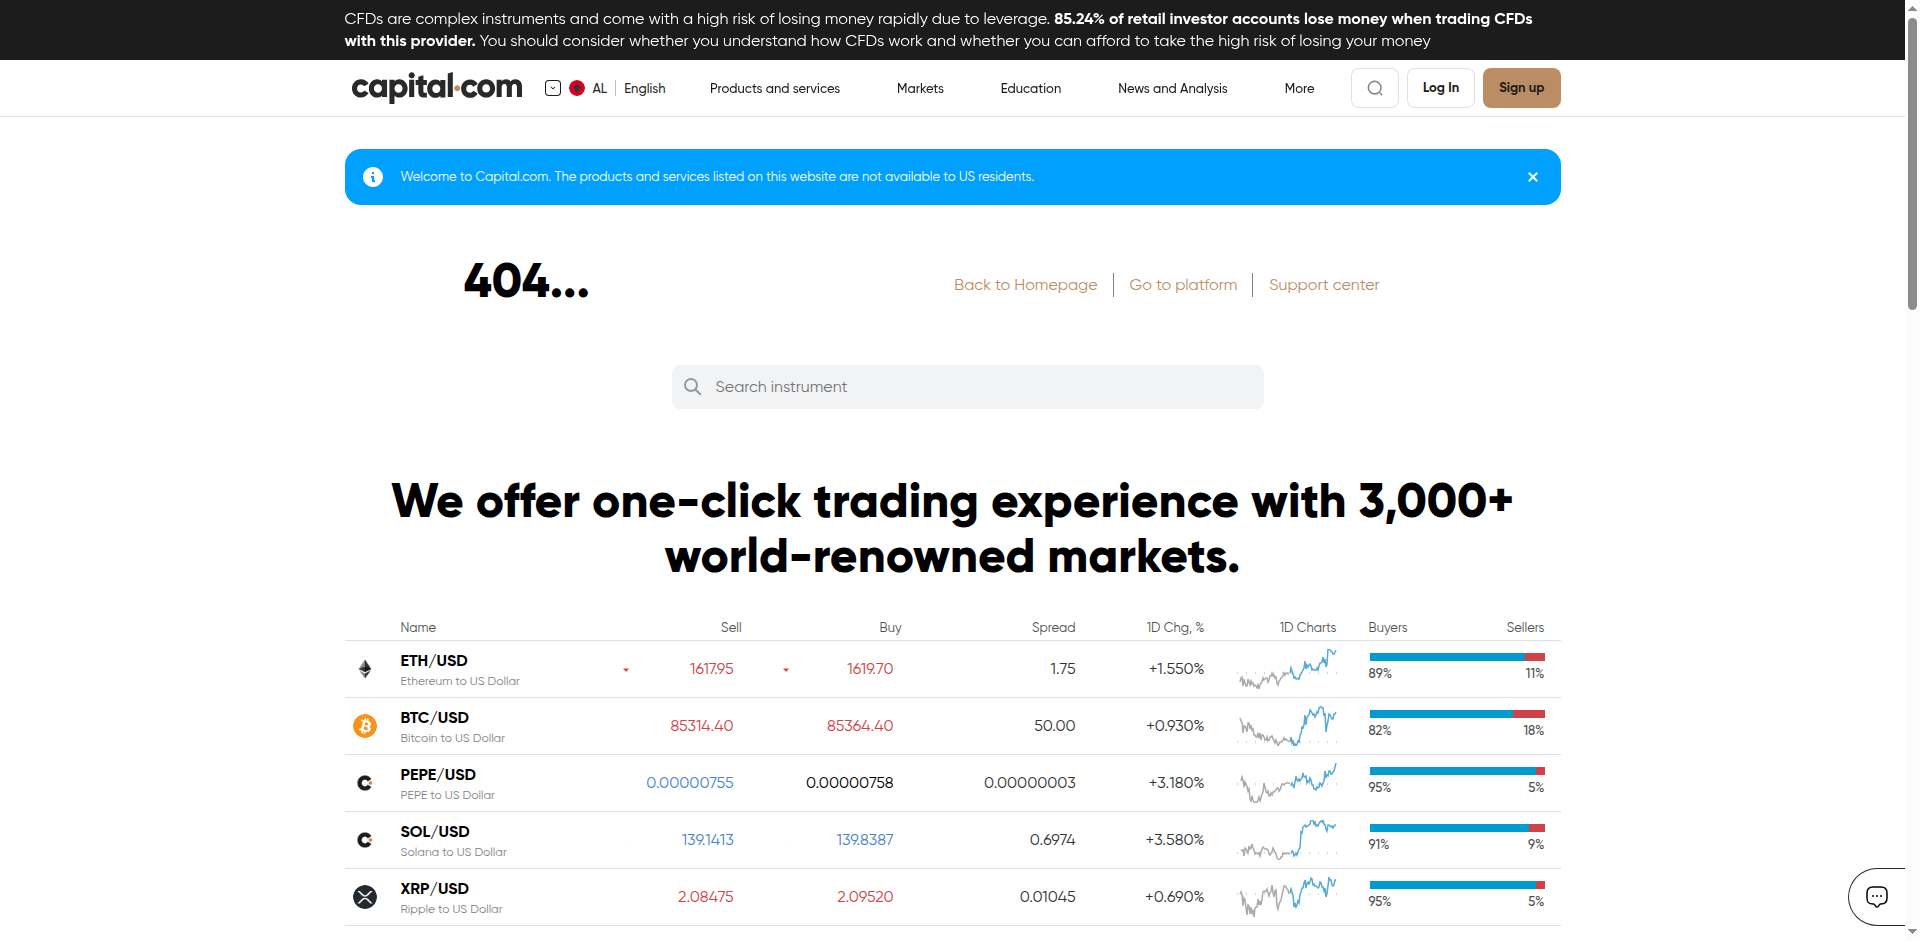 CFDs are complex instruments and come with a high risk of losing money rapidly due to leverage. 85.24% of retail investor accounts lose money when trading CFDs
with this provider. You should consider whether you understand how CFDs work and whether you can afford to take the high risk of losing your money
capital.com AL English Products and services Markets Education News and Analysis More Log In Sign up
Welcome to Capital.com. The products and services listed on this website are not available to US residents.
404... Back to Homepage Go to platform Support center
Search instrument
We offer one-click trading experience with 3,000+
world-renowned markets.
Name Sell Buy Spread 1D Chg, % 1D Charts Buyers Sellers
ETH/USD 1617.95 1619.70 1.75 +1.550% 89% 11%
Ethereum to US Dollar
BTC/USD 85314.40 85364.40 50.00 +0.930% 82% 18%
Bitcoin to US Dollar
PEPE/USD 0.00000755 0.00000758 0.00000003 +3.180% 95% 5%
PEPE to US Dollar
SOL/USD 139.1413 139.8387 0.6974 +3.580% 91% 9%
Solana to US Dollar
XRP/USD 2.08475 2.09520 0.01045 +0.690% 95% 5%
Ripple to US Dollar